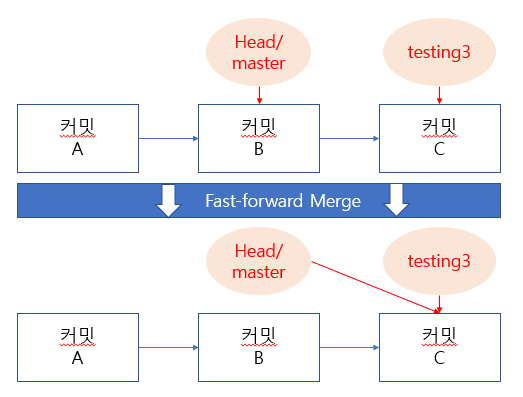 Head/
master
testing3
커밋
A
커밋
B
커밋
C
Fast-forward Merge
Head/
master
testing3
커밋
A
커밋
B
커밋
C